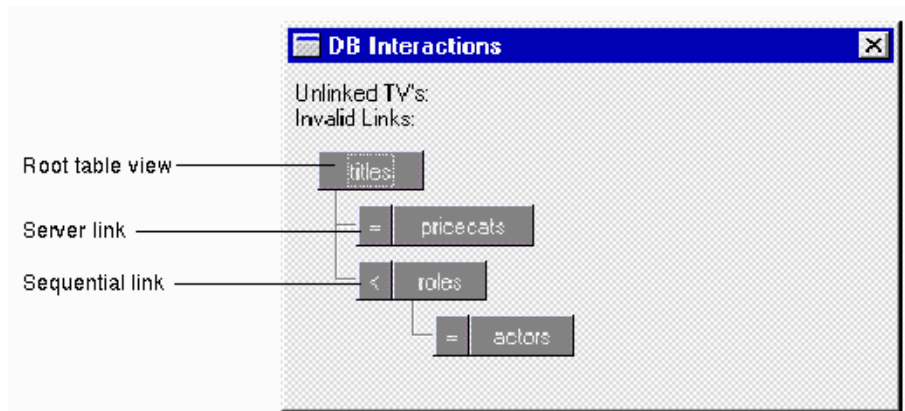 DB Interactions
Unlinked TV's:
Invalid Links:
Root table view
titles
Server link
= pricecats
Sequential link
< roles
= actors